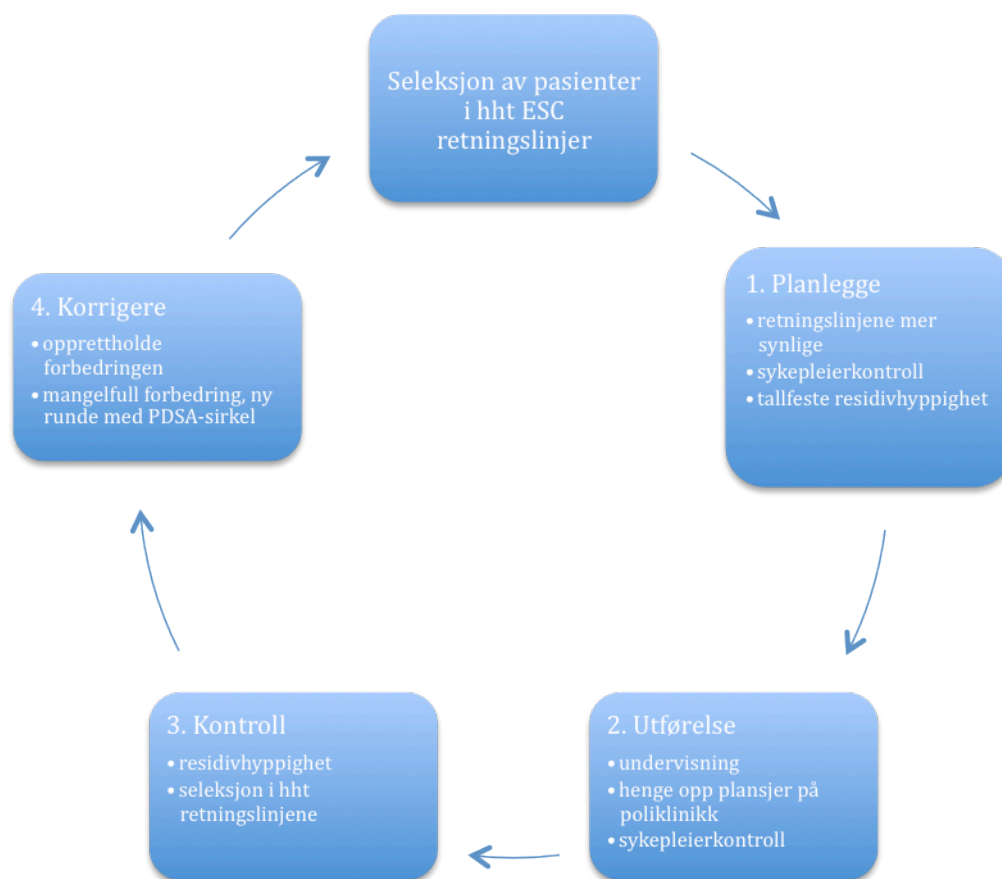 Seleksjon av pasienter
i hht ESC
retningslinjer
1. Planlegge
• retningslinjene mer
synlige
• sykepleierkontroll
• tallfeste residivhyppighet
2. Utførelse
• undervisning
• henge opp plansjer på
poliklinikk
• sykepleierkontroll
3. Kontroll
• residivhyppighet
• seleksjon i hht
retningslinjene
4. Korrigere
• opprettholde
forbedringen
• mangelfull forbedring, ny
runde med PDSA-sirkel